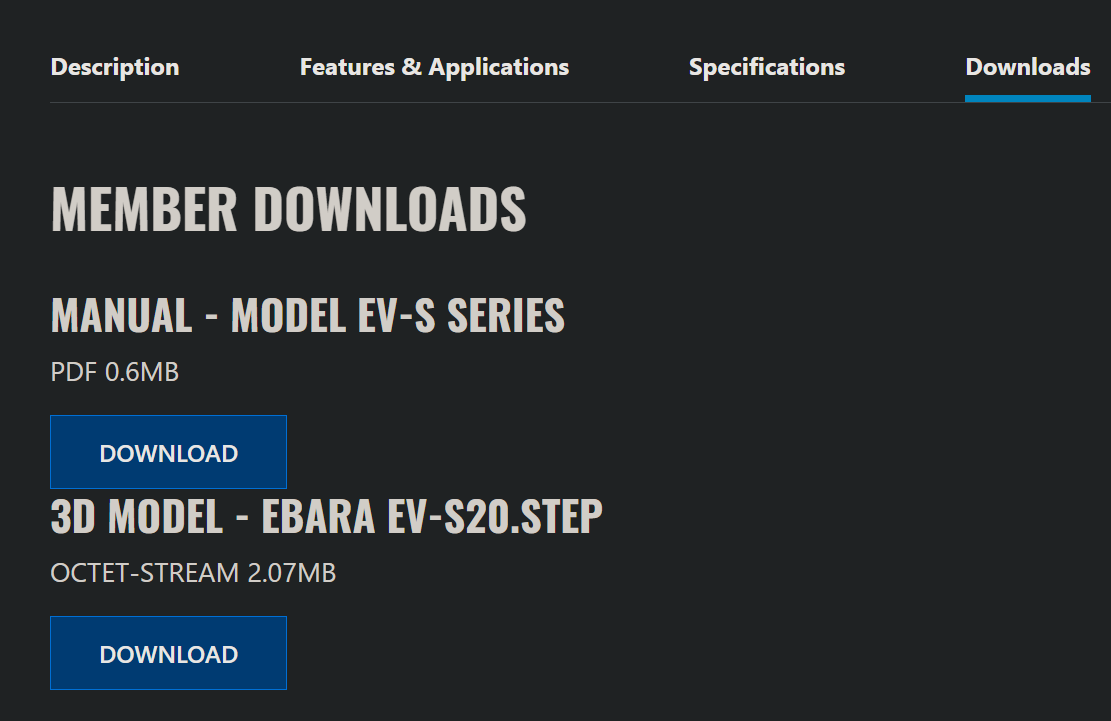 Description Features & Applications Specifications Downloads
MEMBER DOWNLOADS
MANUAL - MODEL EV-S SERIES
PDF 0.6MB
DOWNLOAD
3D MODEL - EBARA EV-S20.STEP
OCTET-STREAM 2.07MB
DOWNLOAD